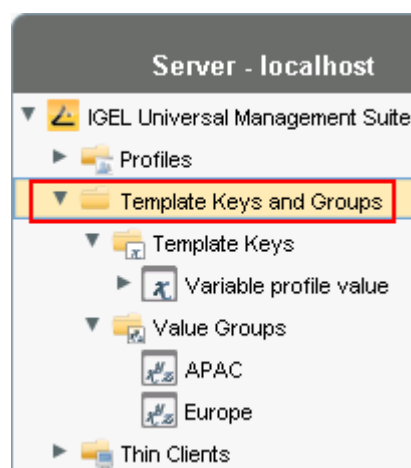 Server - localhost
IGEL Universal Management Suite
Profiles
Template Keys and Groups
Template Keys
Variable profile value
Value Groups
APAC
Europe
Thin Clients